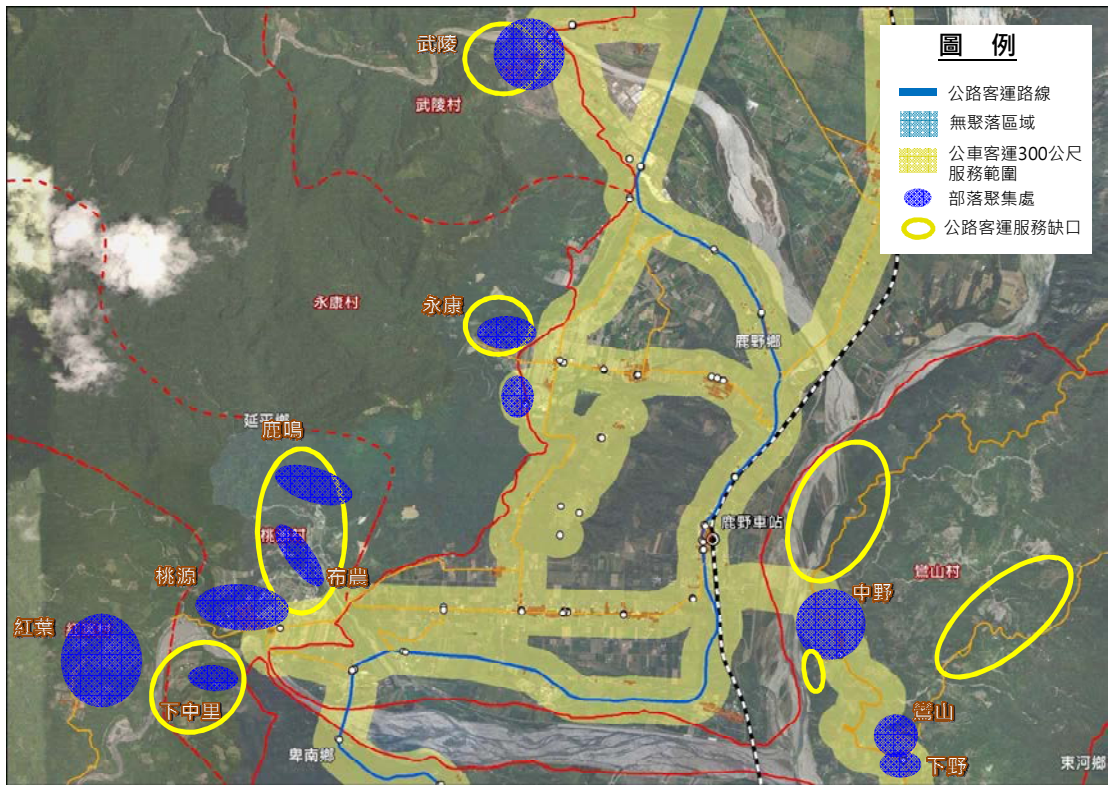 圖 例
公路客運路線
無聚落區域
公車客運300公尺
服務範圍
部落聚集處
公路客運服務缺口
武陵
武陵村
永康村
永康
鹿野鄉
延平鄉
鹿鳴
鹿野車站
桃源村
布農
桃源
紅葉
紅葉村
下中里
鸞山村
中野
鸞山
下野
卑南鄉
東河鄉